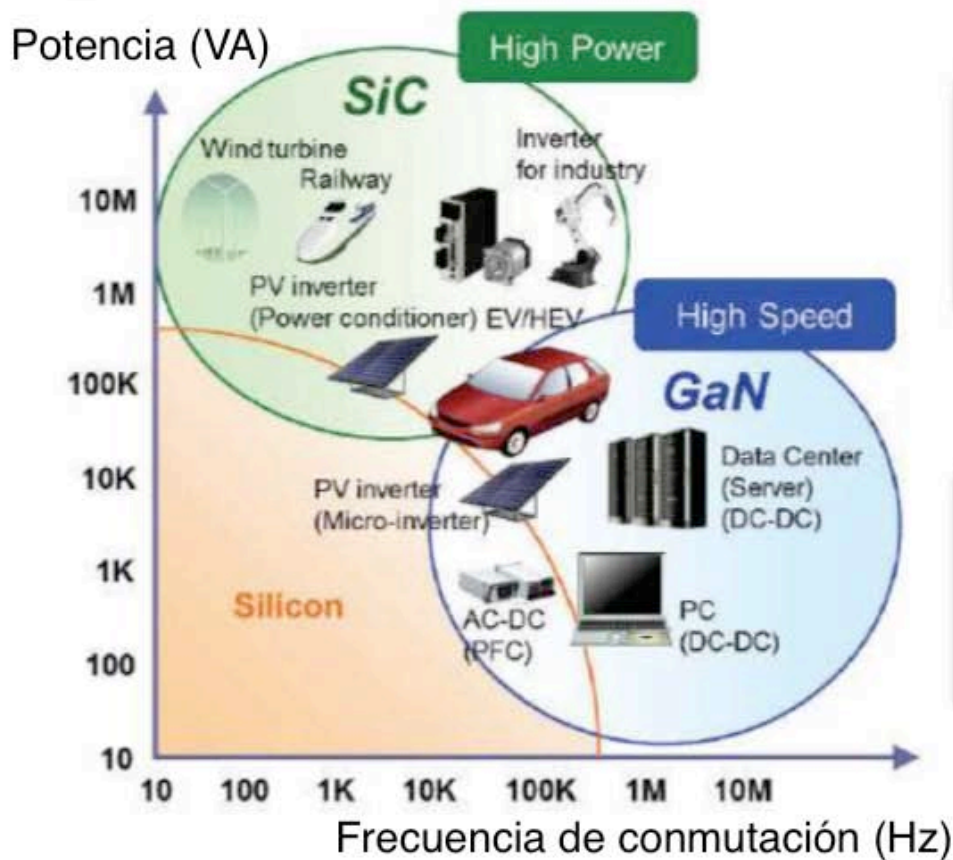 Potencia (VA)
High Power
SiC
Wind turbine
Railway
Inverter
for industry
10M
1M
PV inverter
(Power conditioner) EV/HEV
High Speed
100K
GaN
10K
PV inverter
(Micro-inverter)
Data Center
(Server)
(DC-DC)
1K
Silicon
AC-DC
(PFC)
PC
(DC-DC)
100
10
10 100 1K 10K 100K 1M 10M
Frecuencia de conmutación (Hz)